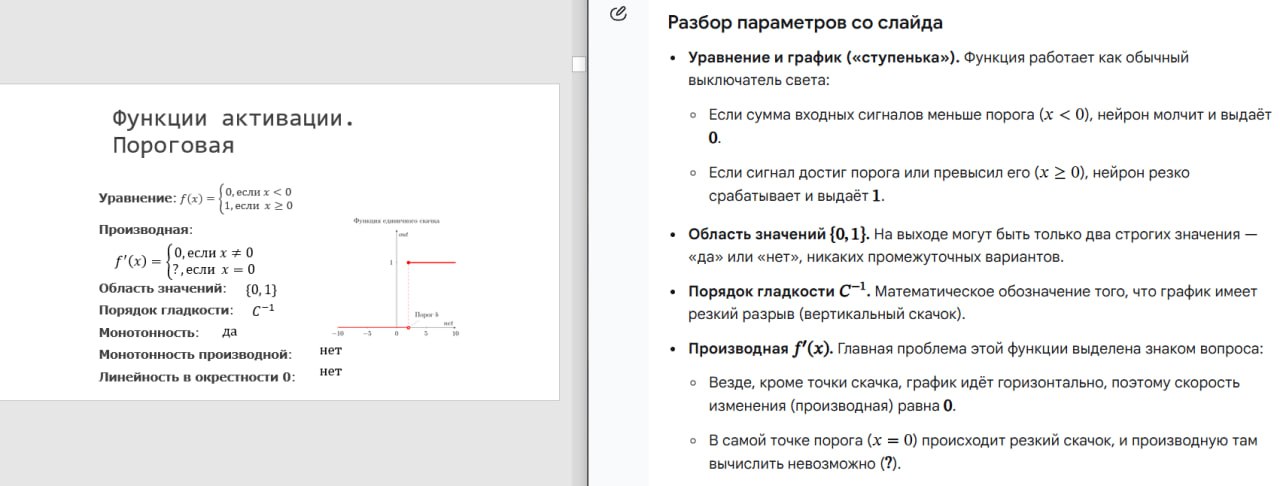 Функции активации.
Пороговая
Уравнение: f(x) = {0, если x < 0
1, если x ≥ 0
Производная:
f′(x) = {0, если x ≠ 0
?, если x = 0
Область значений: {0, 1}
Порядок гладкости: C⁻¹
Монотонность: да
Монотонность производной: нет
Линейность в окрестности 0: нет
Функция единичного скачка
out
1
Порог b
net
−10 −5 0 5 10
Разбор параметров со слайда
• Уравнение и график («ступенька»). Функция работает как обычный
выключатель света:
◦ Если сумма входных сигналов меньше порога (x < 0), нейрон молчит и выдаёт
0.
◦ Если сигнал достиг порога или превысил его (x ≥ 0), нейрон резко
срабатывает и выдаёт 1.
• Область значений {0, 1}. На выходе могут быть только два строгих значения —
«да» или «нет», никаких промежуточных вариантов.
• Порядок гладкости C⁻¹. Математическое обозначение того, что график имеет
резкий разрыв (вертикальный скачок).
• Производная f′(x). Главная проблема этой функции выделена знаком вопроса:
◦ Везде, кроме точки скачка, график идёт горизонтально, поэтому скорость
изменения (производная) равна 0.
◦ В самой точке порога (x = 0) происходит резкий скачок, и производную там
вычислить невозможно (?).